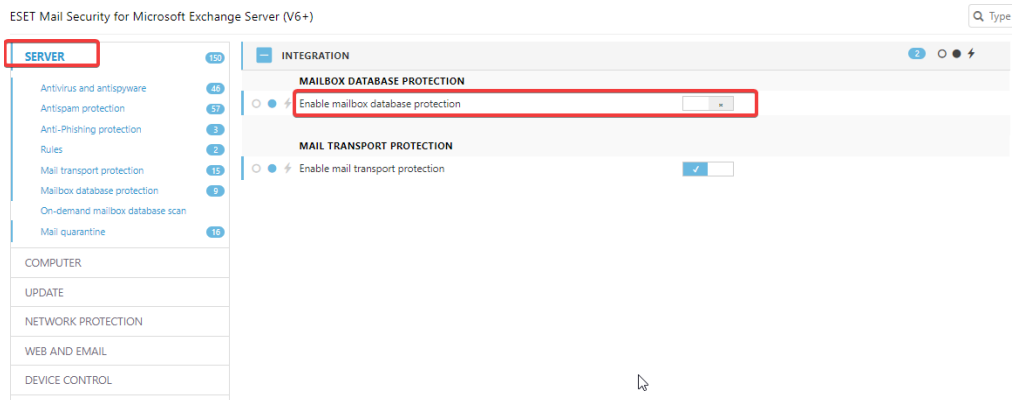 ESET Mail Security for Microsoft Exchange Server (V6+)
Type
SERVER
150
Antivirus and antispyware
46
Antispam protection
57
Anti-Phishing protection
3
Rules
2
Mail transport protection
15
Mailbox database protection
9
On-demand mailbox database scan
Mail quarantine
16
COMPUTER
UPDATE
NETWORK PROTECTION
WEB AND EMAIL
DEVICE CONTROL
INTEGRATION
2
MAILBOX DATABASE PROTECTION
Enable mailbox database protection
MAIL TRANSPORT PROTECTION
Enable mail transport protection